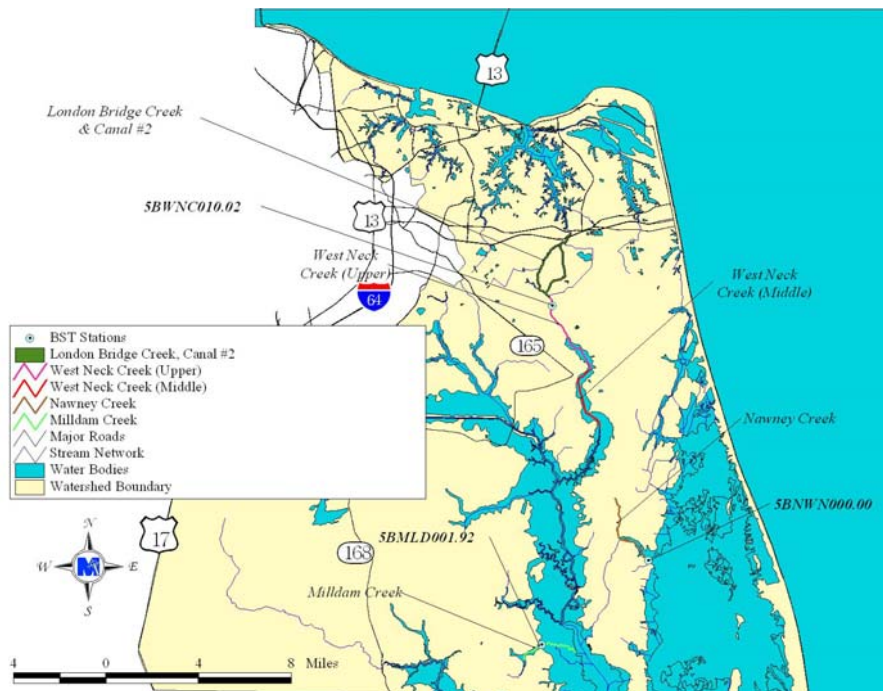 13
London Bridge Creek
& Canal #2
5BWNC010.02
13
West Neck
Creek (Upper)
West Neck
Creek (Middle)
64
165
BST Stations
London Bridge Creek, Canal #2
West Neck Creek (Upper)
West Neck Creek (Middle)
Nawney Creek
Milldam Creek
Major Roads
Stream Network
Water Bodies
Watershed Boundary
Nawney Creek
5BNWN000.00
17
168
5BMLD001.92
N
W
M
E
S
Milldam Creek
4 0 4 8 Miles